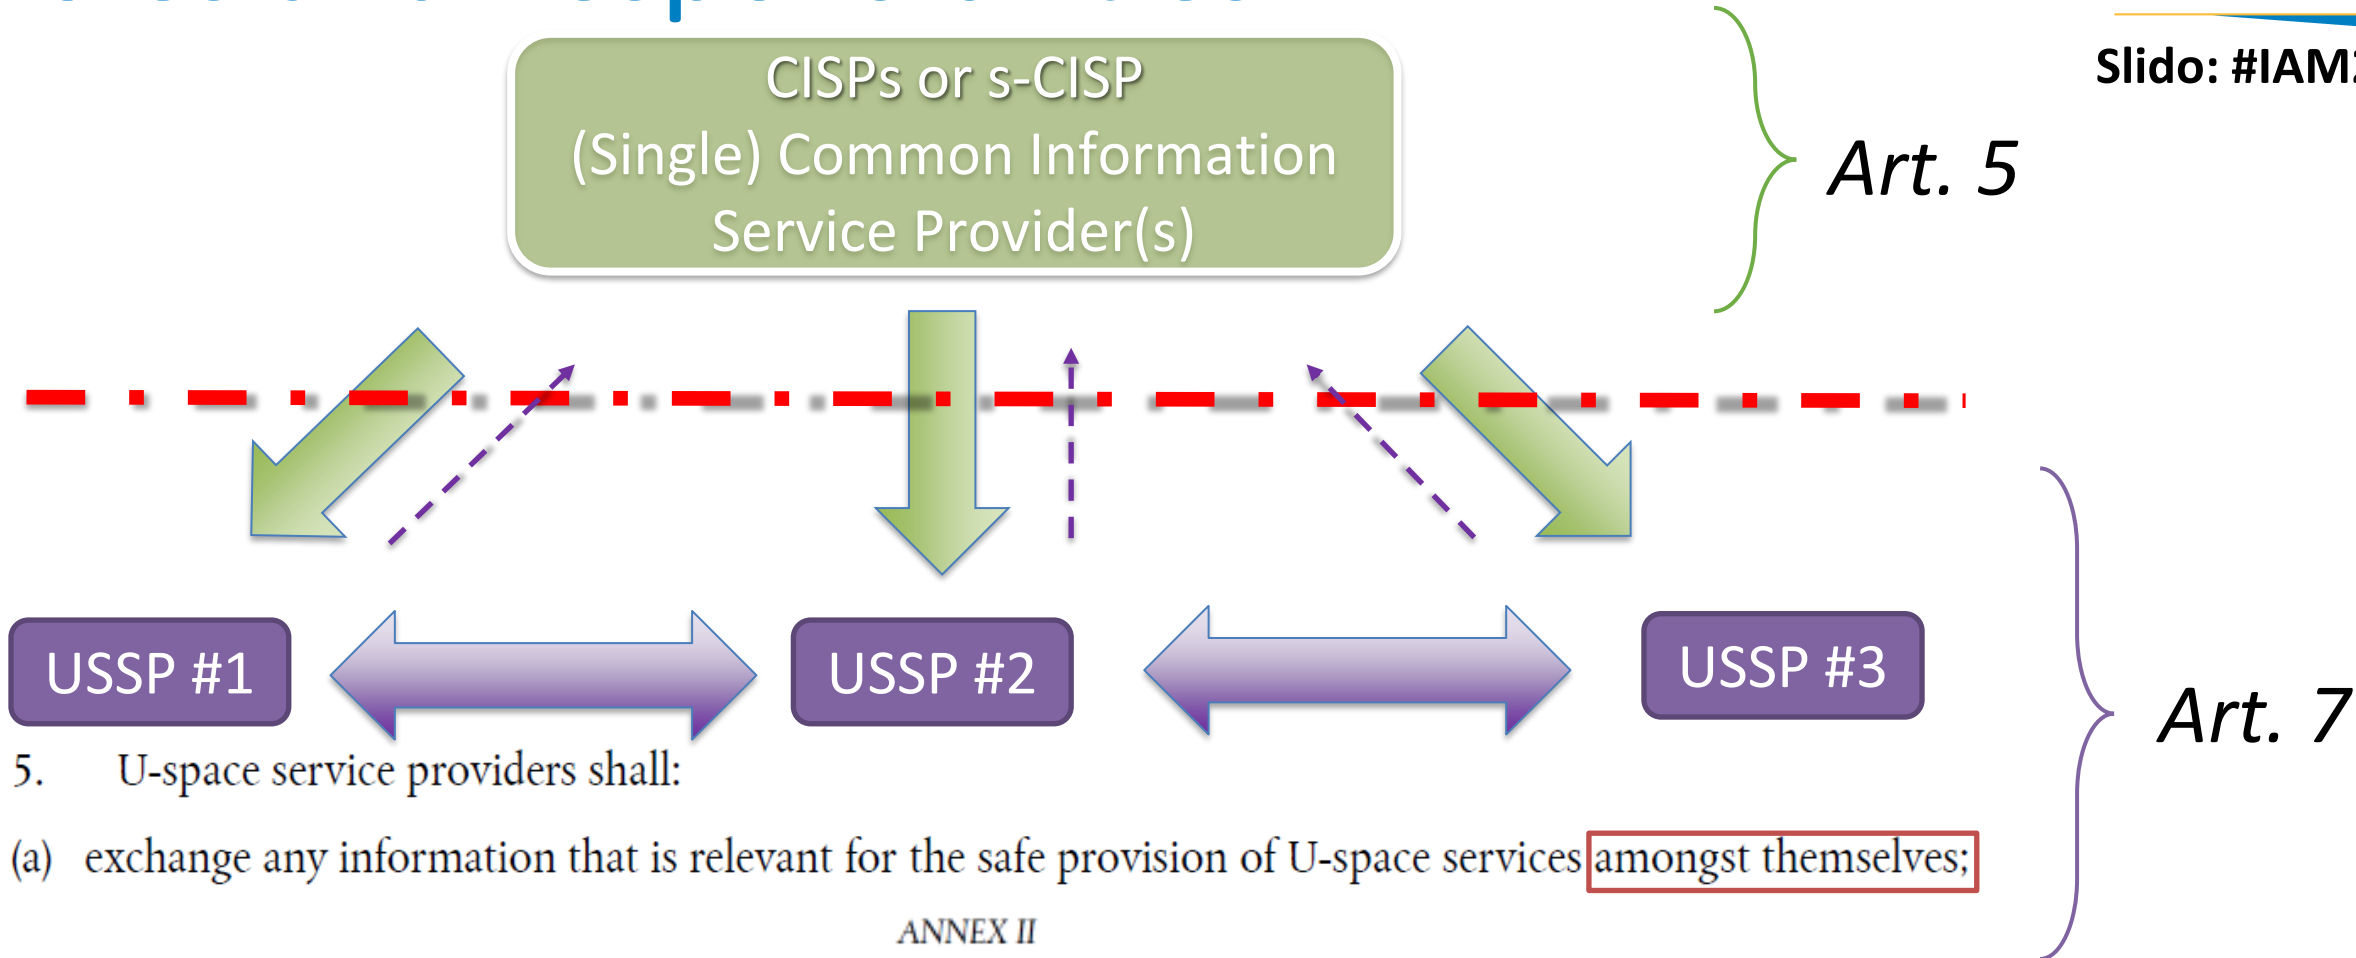 Slido: #IAM
CISPs or s-CISP
(Single) Common Information
Service Provider(s)
Art. 5
USSP #1
USSP #2
USSP #3
Art. 7
5. U-space service providers shall:
(a) exchange any information that is relevant for the safe provision of U-space services amongst themselves;
ANNEX II